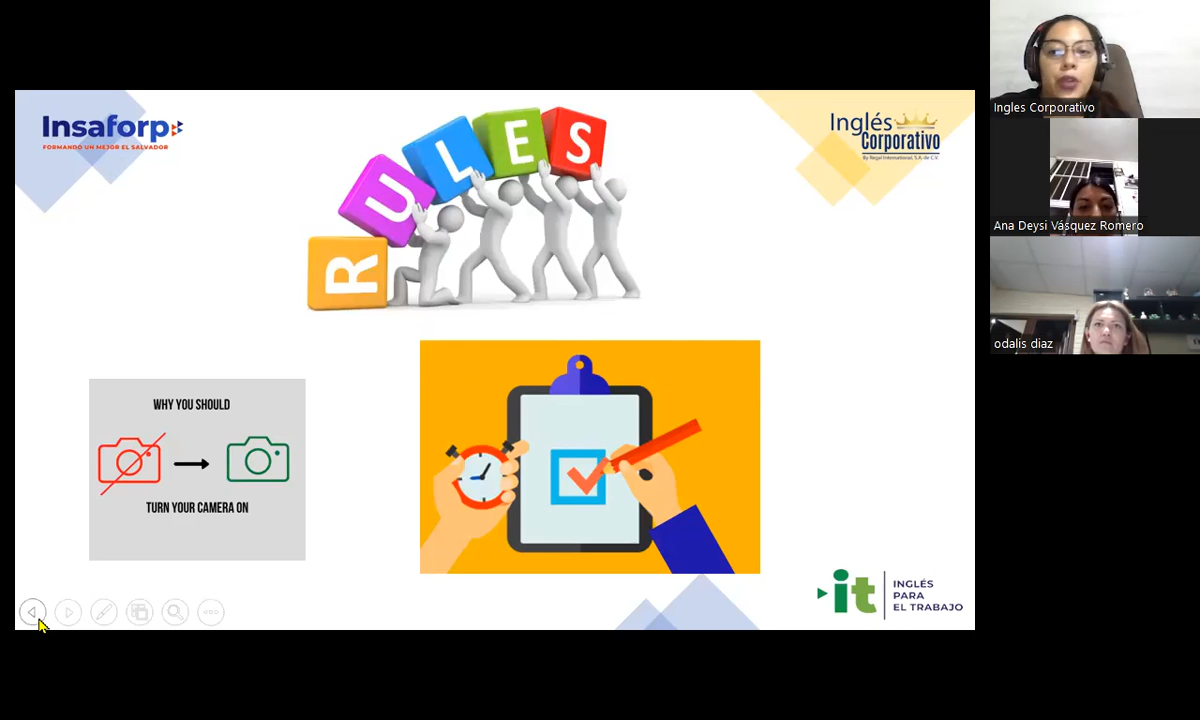 Insaforp
FORMANDO UN MEJOR EL SALVADOR
RULES
Inglés
Corporativo
By Regal International, S.A. de C.V.
WHY YOU SHOULD
TURN YOUR CAMERA ON
it
INGLÉS
PARA
EL TRABAJO
Ingles Corporativo
Ana Deysi Vásquez Romero
odalis diaz